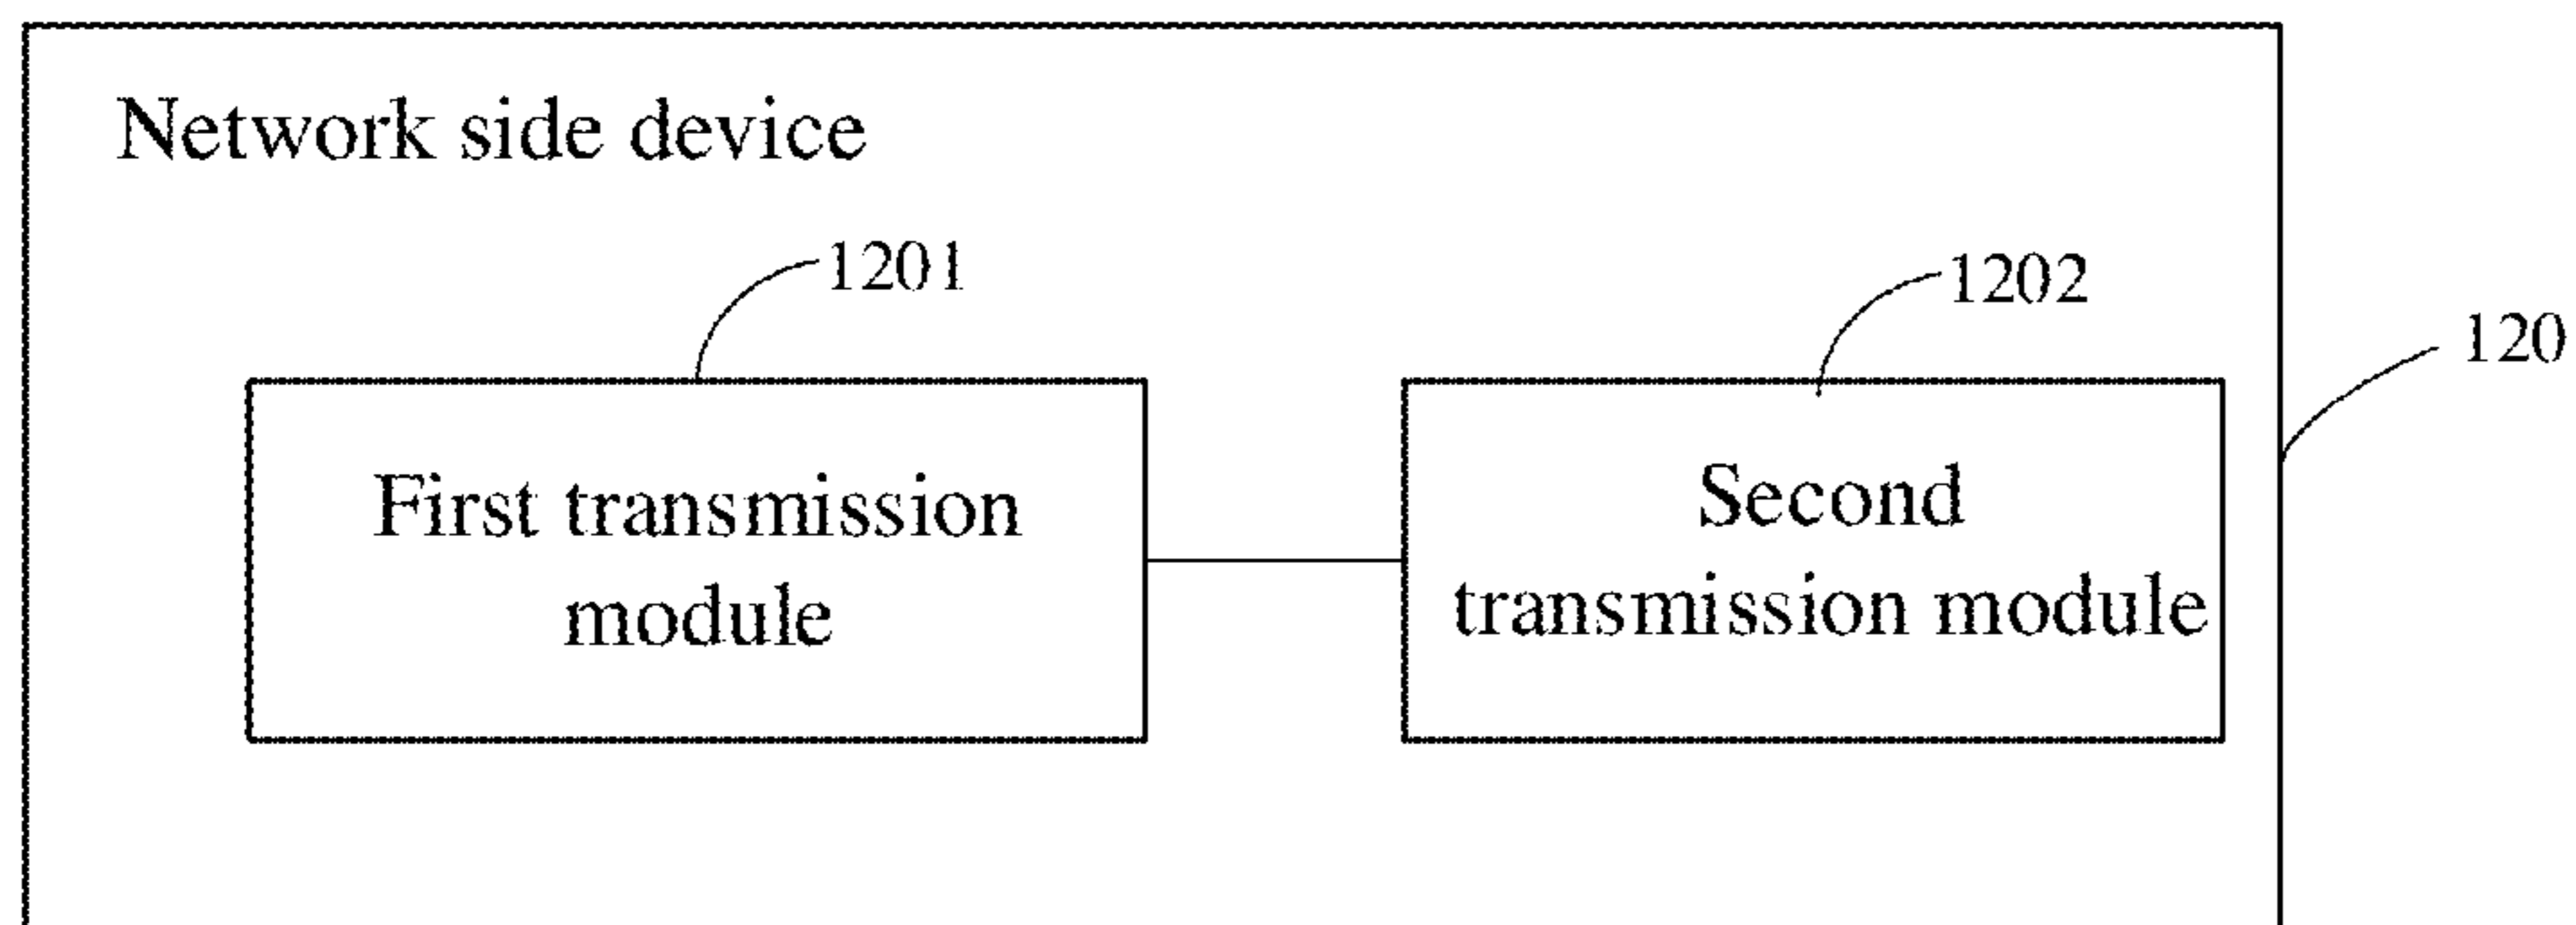 Network side device
1201
1202
120
First transmission
module
Second
transmission module